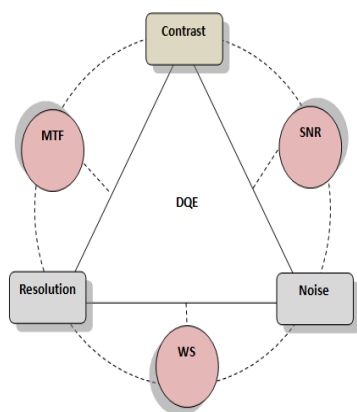 Contrast
MTF
SNR
DQE
Resolution
Noise
WS